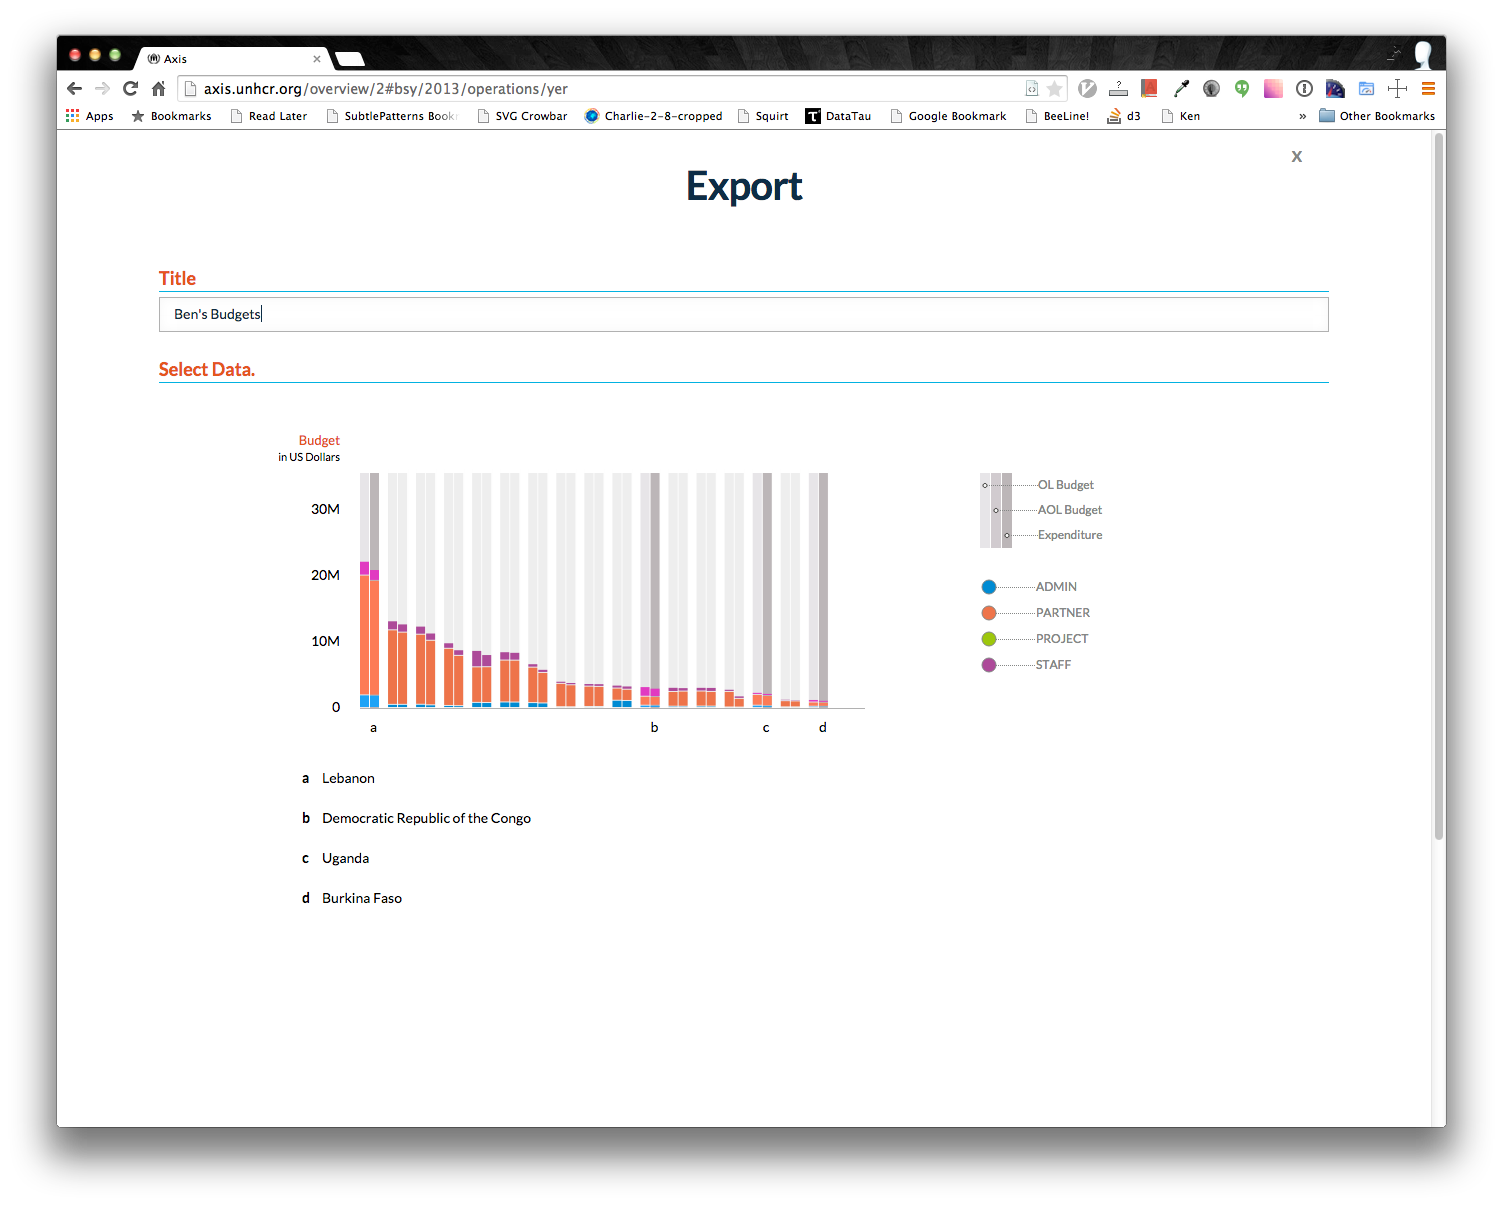 Axis
axis.unhcr.org/overview/2#bsy/2013/operations/yer
Apps Bookmarks Read Later SubtlePatterns Book SVG Crowbar Charlie-2-8-cropped Squirt DataTau Google Bookmark BeeLine! d3 Ken » Other Bookmarks
x
Export
Title
Ben's Budgets
Select Data.
Budget
in US Dollars
30M
20M
10M
0
a b c d
OL Budget
AOL Budget
Expenditure
ADMIN
PARTNER
PROJECT
STAFF
a Lebanon
b Democratic Republic of the Congo
c Uganda
d Burkina Faso